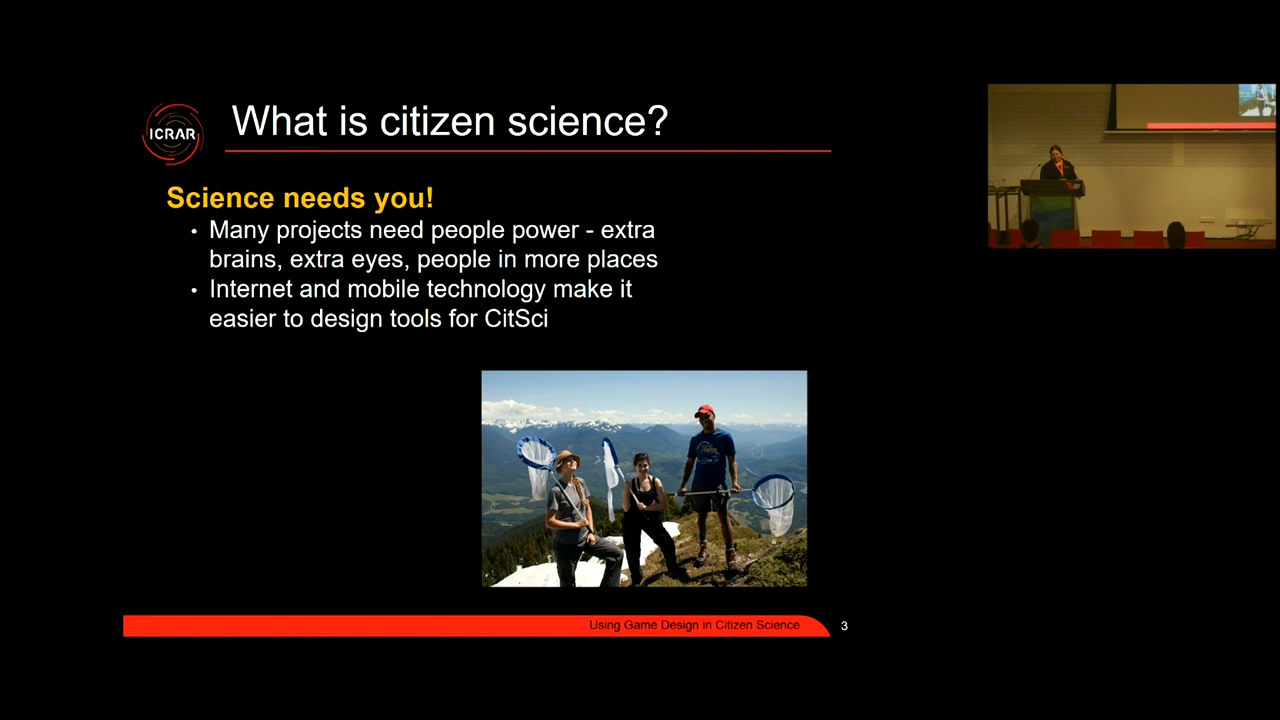 ICRAR
What is citizen science?
Science needs you!
• Many projects need people power - extra
brains, extra eyes, people in more places
• Internet and mobile technology make it
easier to design tools for CitSci
Using Game Design in Citizen Science
3